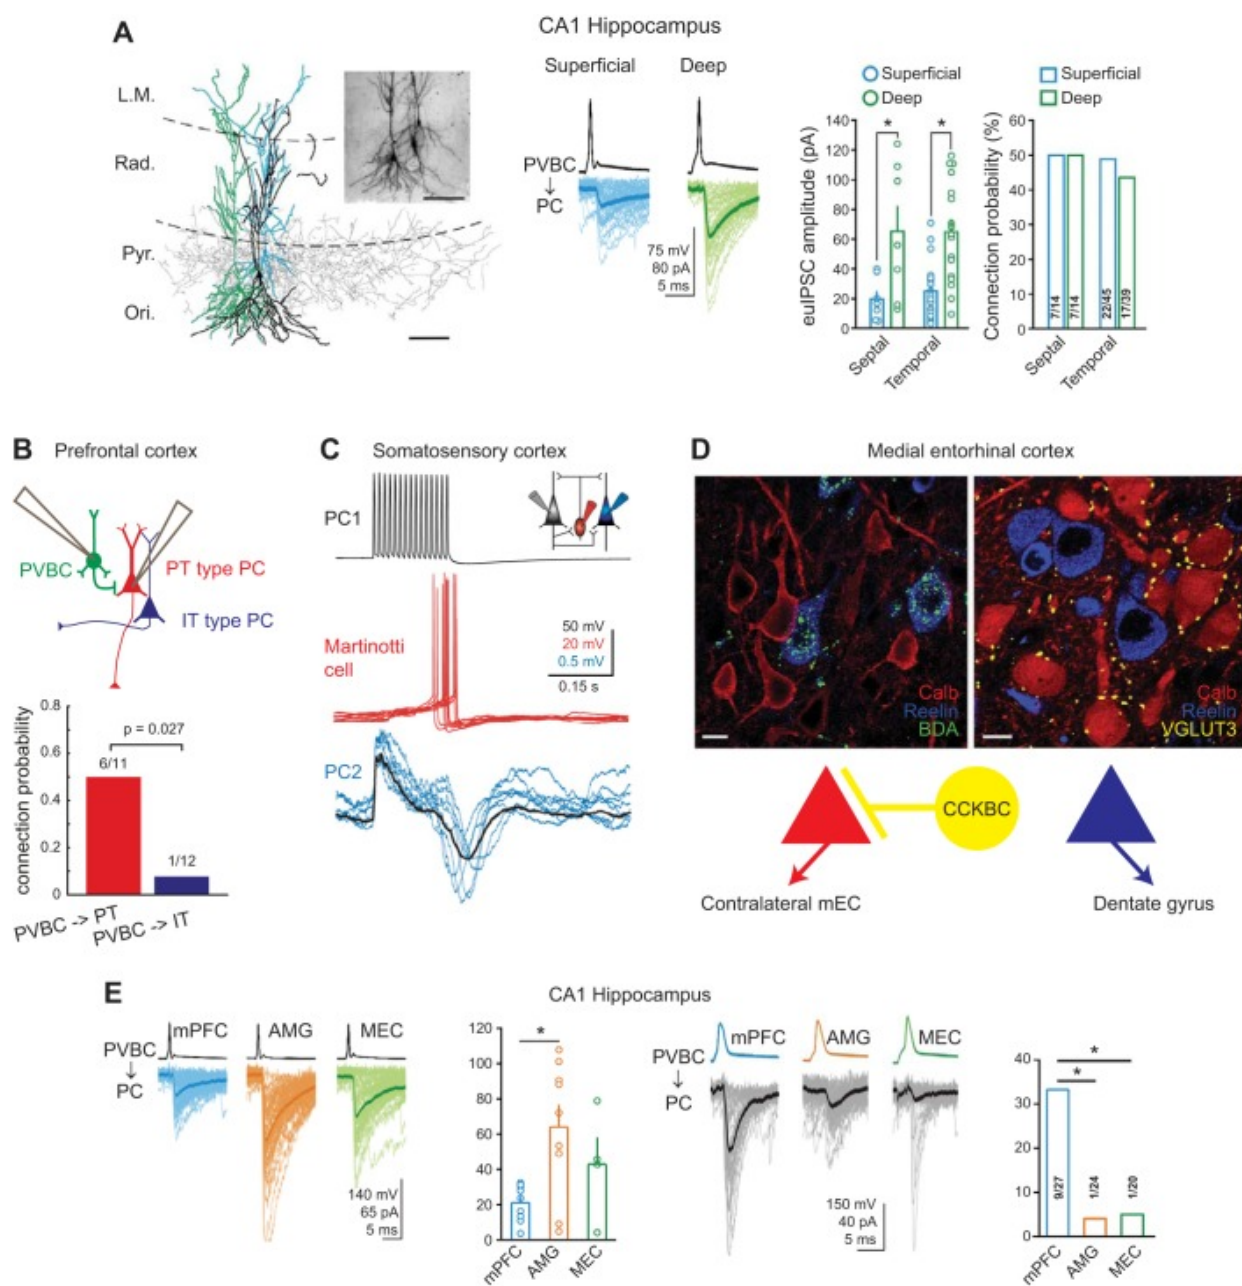 CA1 Hippocampus
A
L.M.
Rad.
Pyr.
Ori.
Superficial
Deep
PVBC
↓
PC
75 mV
80 pA
5 ms
Superficial
Deep
euIPSC amplitude (pA)
140
120
100
80
60
40
20
0
*
*
Septal
Temporal
Superficial
Deep
Connection probability (%)
60
50
40
30
20
10
0
7/14
7/14
22/45
17/39
Septal
Temporal
B
Prefrontal cortex
PVBC
PT type PC
IT type PC
connection probability
0.8
0.6
0.4
0.2
0
p = 0.027
6/11
1/12
PVBC -> PT
PVBC -> IT
C
Somatosensory cortex
PC1
Martinotti
cell
50 mV
20 mV
0.5 mV
0.15 s
PC2
D
Medial entorhinal cortex
Calb
Reelin
BDA
Calb
Reelin
VGLUT3
CCKBC
Contralateral mEC
Dentate gyrus
E
CA1 Hippocampus
mPFC
AMG
MEC
PVBC
↓
PC
140 mV
65 pA
5 ms
120
100
80
60
40
20
0
*
mPFC
AMG
MEC
mPFC
AMG
MEC
PVBC
↓
PC
150 mV
40 pA
5 ms
40
30
20
10
0
*
*
9/27
1/24
1/20
mPFC
AMG
MEC